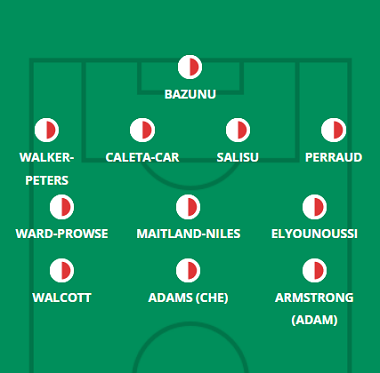 BAZUNU
WALKER- CALETA-CAR SALISU PERRAUD
PETERS
WARD-PROWSE MAITLAND-NILES ELYOUNOUSSI
WALCOTT ADAMS (CHE) ARMSTRONG
(ADAM)